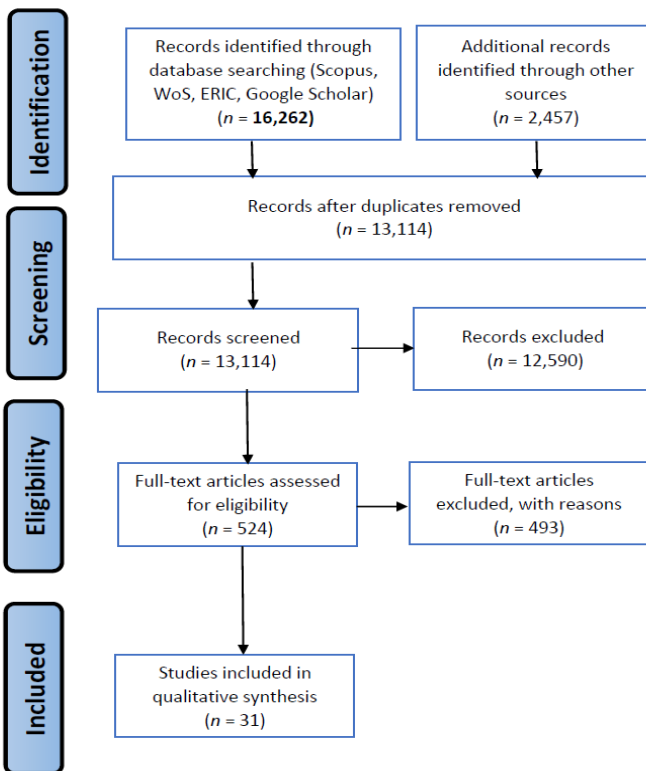 Identification
Records identified through
database searching (Scopus,
WoS, ERIC, Google Scholar)
(n = 16,262)
Additional records
identified through other
sources
(n = 2,457)
Records after duplicates removed
(n = 13,114)
Screening
Records screened
(n = 13,114)
Records excluded
(n = 12,590)
Eligibility
Full-text articles assessed
for eligibility
(n = 524)
Full-text articles
excluded, with reasons
(n = 493)
Included
Studies included in
qualitative synthesis
(n = 31)